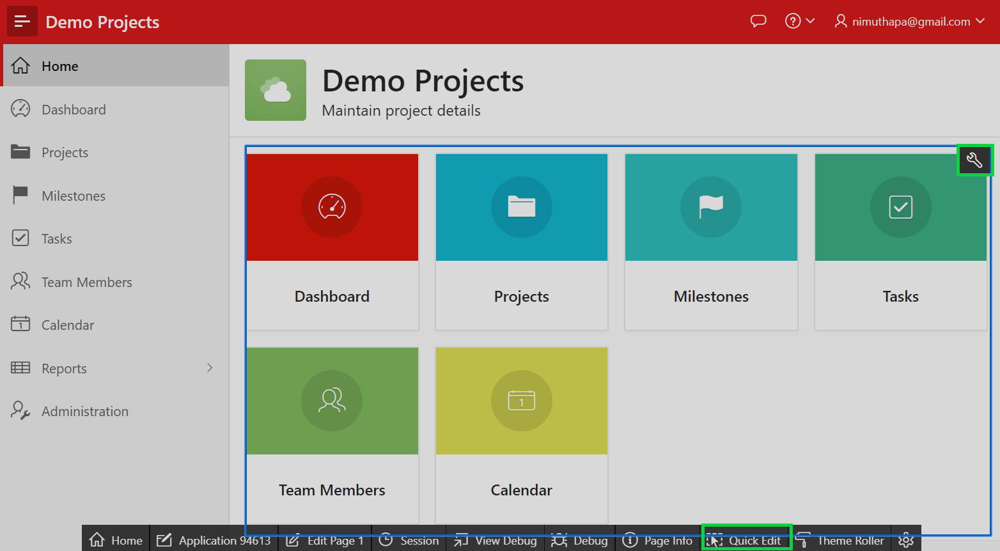 Demo Projects
nimuthapa@gmail.com
Home
Dashboard
Projects
Milestones
Tasks
Team Members
Calendar
Reports
Administration
Demo Projects
Maintain project details
Dashboard
Projects
Milestones
Tasks
Team Members
1
Calendar
Home
Application 94613
Edit Page 1
Session
View Debug
Debug
Page Info
Quick Edit
Theme Roller